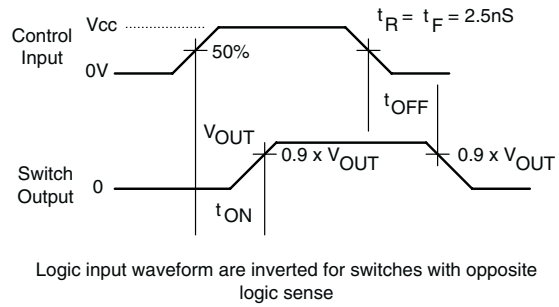 Control
Input
Vcc
0V
50%
tR = tF = 2.5nS
tOFF
Switch
Output
VOUT
0
0.9 x VOUT
0.9 x VOUT
tON
Logic input waveform are inverted for switches with opposite
logic sense